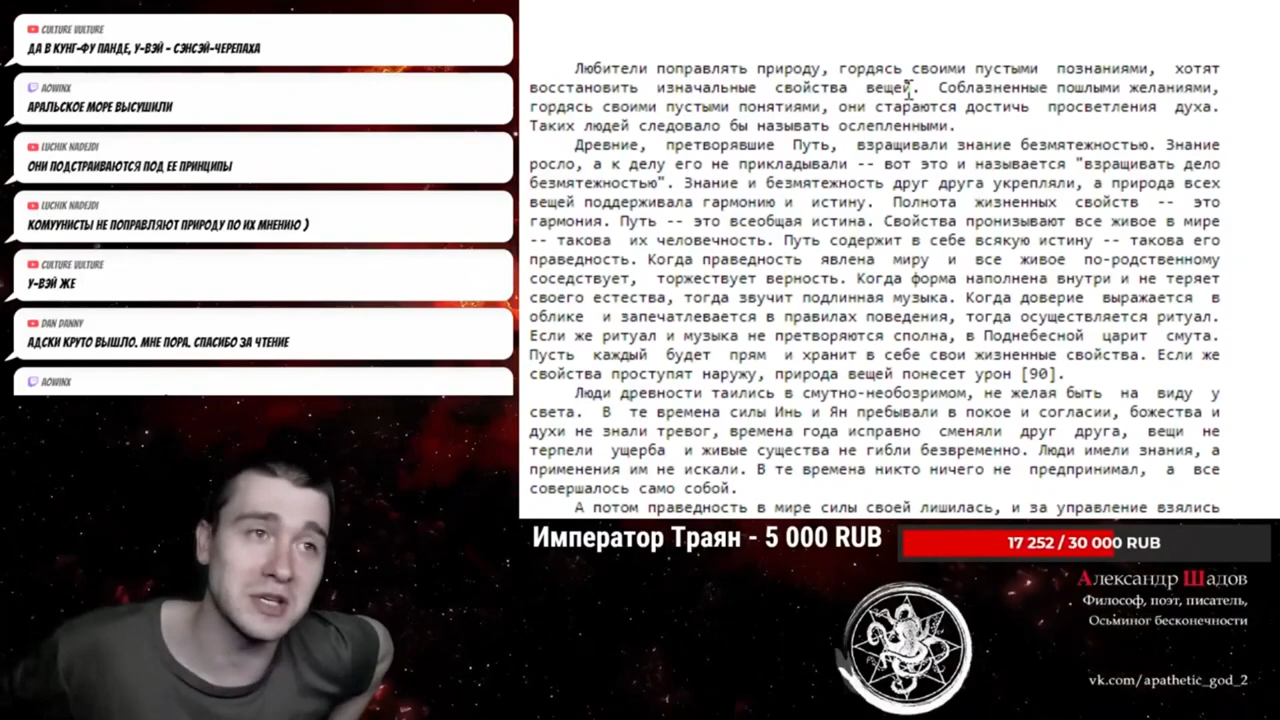 CULTURE VULTURE
ДА В КУНГ-ФУ ПАНДЕ, У-ВЭЙ - СЭНСЭЙ-ЧЕРЕПАХА
AOWINX
АРАЛЬСКОЕ МОРЕ ВЫСУШИЛИ
LUCHIK NADEJDI
ОНИ ПОДСТРАИВАЮТСЯ ПОД ЕЕ ПРИНЦИПЫ
LUCHIK NADEJDI
КОМУУНИСТЫ НЕ ПОПРАВЛЯЮТ ПРИРОДУ ПО ИХ МНЕНИЮ )
CULTURE VULTURE
У-ВЭЙ ЖЕ
DAN DANNY
АДСКИ КРУТО ВЫШЛО. МНЕ ПОРА. СПАСИБО ЗА ЧТЕНИЕ
AOWINX
Любители поправлять природу, гордясь своими пустыми познаниями, хотят
восстановить изначальные свойства вещей. Соблазненные пошлыми желаниями,
гордясь своими пустыми понятиями, они стараются достичь просветления духа.
Таких людей следовало бы называть ослепленными.
Древние, претворявшие Путь, взращивали знание безмятежностью. Знание
росло, а к делу его не прикладывали -- вот это и называется "взращивать дело
безмятежностью". Знание и безмятежность друг друга укрепляли, а природа всех
вещей поддерживала гармонию и истину. Полнота жизненных свойств -- это
гармония. Путь -- это всеобщая истина. Свойства пронизывают все живое в мире
-- такова их человечность. Путь содержит в себе всякую истину -- такова его
праведность. Когда праведность явлена миру и все живое по-родственному
соседствует, торжествует верность. Когда форма наполнена внутри и не теряет
своего естества, тогда звучит подлинная музыка. Когда доверие выражается в
облике и запечатлевается в правилах поведения, тогда осуществляется ритуал.
Если же ритуал и музыка не претворяются сполна, в Поднебесной царит смута.
Пусть каждый будет прям и хранит в себе свои жизненные свойства. Если же
свойства проступят наружу, природа вещей понесет урон [90].
Люди древности таились в смутно-необозримом, не желая быть на виду у
света. В те времена силы Инь и Ян пребывали в покое и согласии, божества и
духи не знали тревог, времена года исправно сменяли друг друга, вещи не
терпели ущерба и живые существа не гибли безвременно. Люди имели знания, а
применения им не искали. В те времена никто ничего не предпринимал, а все
совершалось само собой.
А потом праведность в мире силы своей лишилась, и за управление взялись
Император Траян - 5 000 RUB
17 252 / 30 000 RUB
Александр Шадов
Философ, поэт, писатель,
Осьминог бесконечности
vk.com/apathetic_god_2